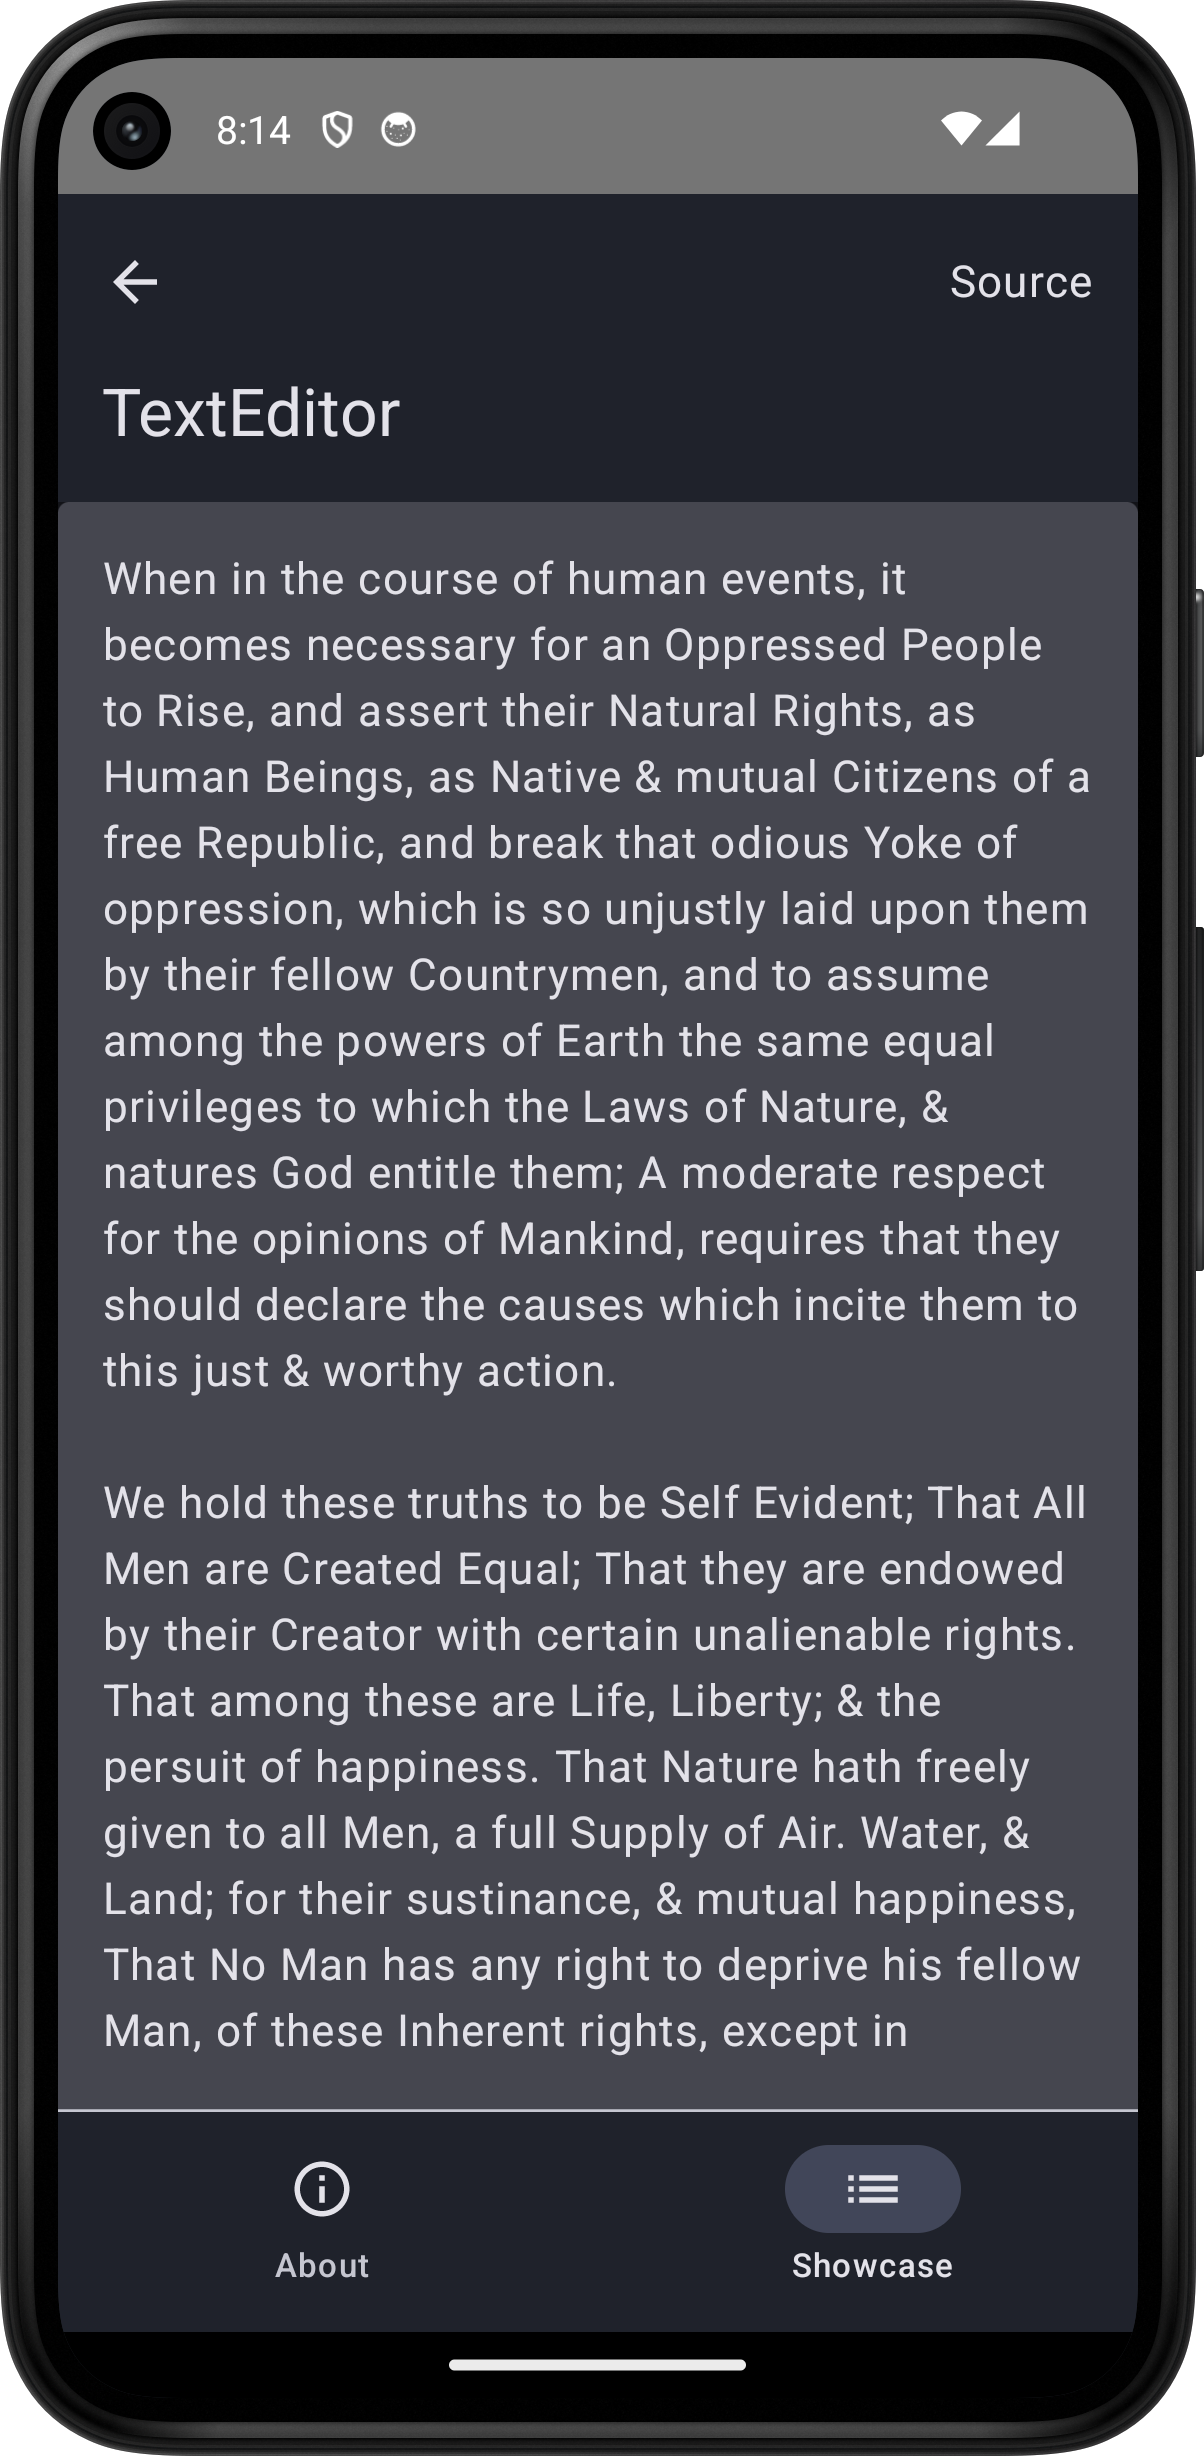 8:14
Source
TextEditor
When in the course of human events, it
becomes necessary for an Oppressed People
to Rise, and assert their Natural Rights, as
Human Beings, as Native & mutual Citizens of a
free Republic, and break that odious Yoke of
oppression, which is so unjustly laid upon them
by their fellow Countrymen, and to assume
among the powers of Earth the same equal
privileges to which the Laws of Nature, &
natures God entitle them; A moderate respect
for the opinions of Mankind, requires that they
should declare the causes which incite them to
this just & worthy action.
We hold these truths to be Self Evident; That All
Men are Created Equal; That they are endowed
by their Creator with certain unalienable rights.
That among these are Life, Liberty; & the
persuit of happiness. That Nature hath freely
given to all Men, a full Supply of Air. Water, &
Land; for their sustinance, & mutual happiness,
That No Man has any right to deprive his fellow
Man, of these Inherent rights, except in
About
Showcase